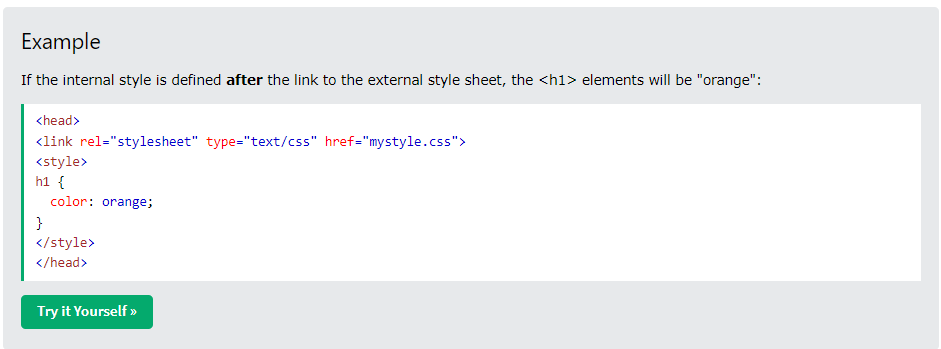 Example
If the internal style is defined after the link to the external style sheet, the <h1> elements will be "orange":
<head>
<link rel="stylesheet" type="text/css" href="mystyle.css">
<style>
h1 {
  color: orange;
}
</style>
</head>
Try it Yourself »